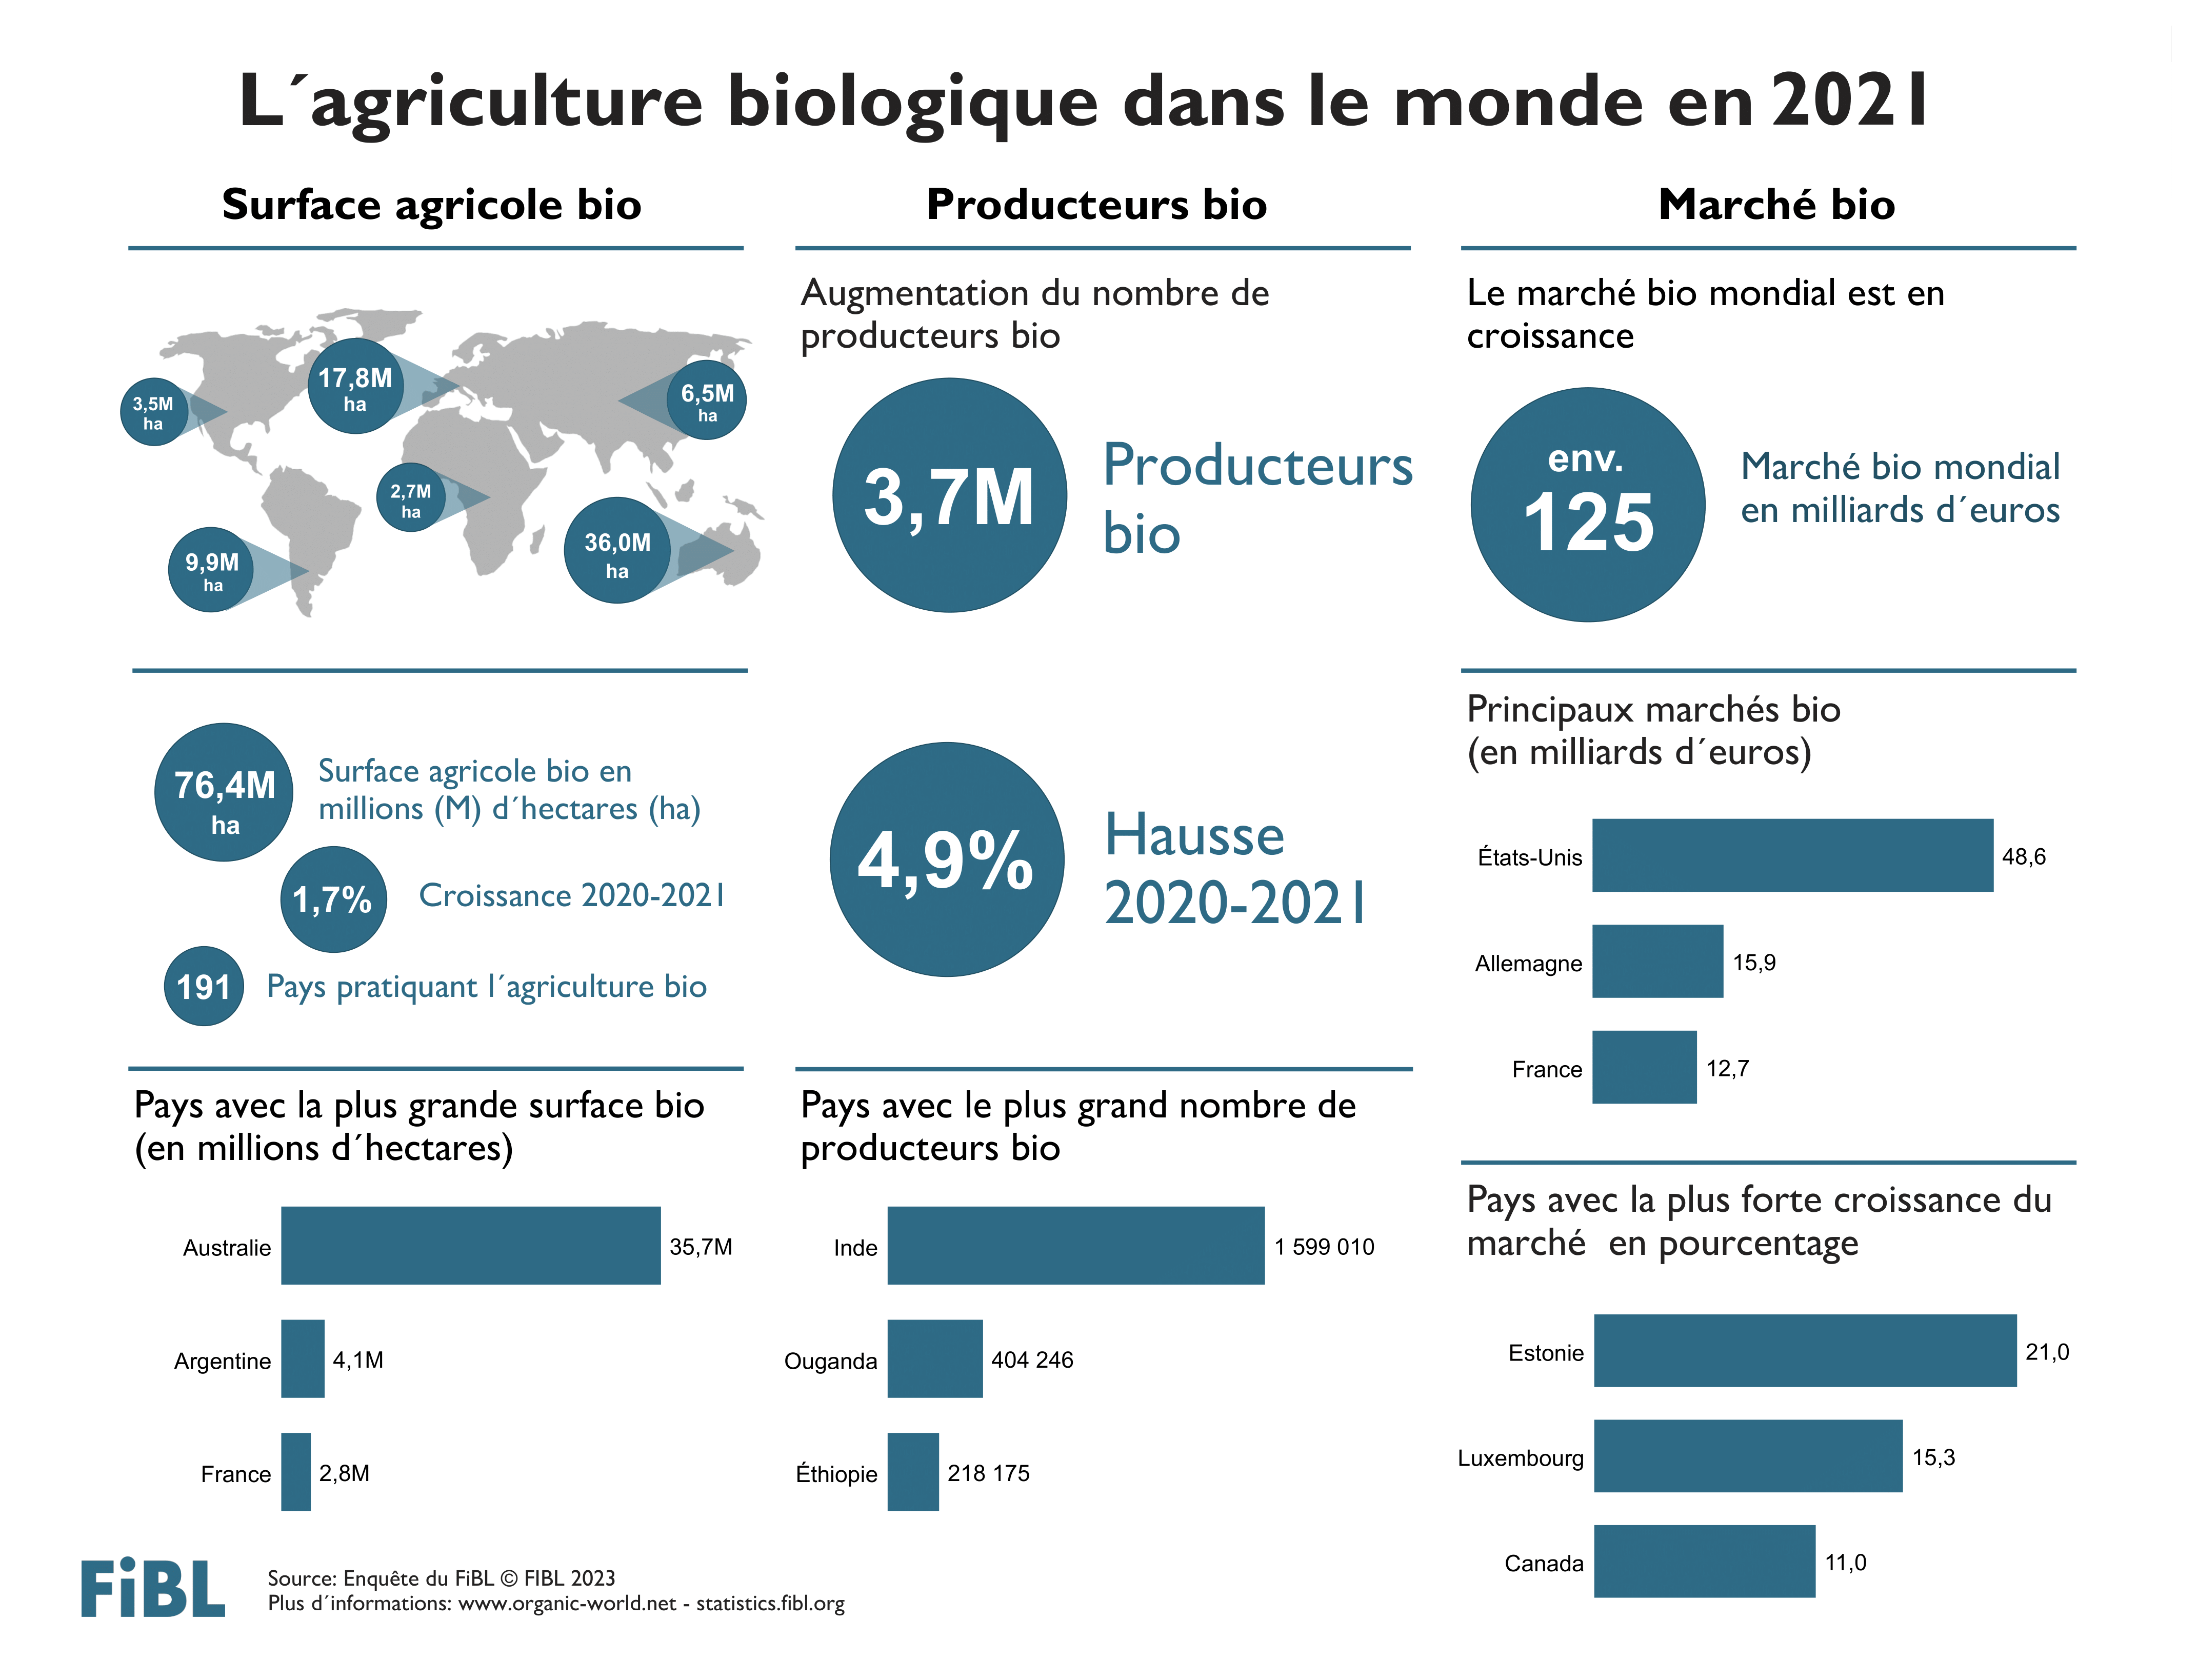 L´agriculture biologique dans le monde en 2021
Surface agricole bio
3,5M
ha
17,8M
ha
6,5M
ha
2,7M
ha
9,9M
ha
36,0M
ha
76,4M
ha
Surface agricole bio en
millions (M) d´hectares (ha)
1,7%
Croissance 2020-2021
191
Pays pratiquant l´agriculture bio
Pays avec la plus grande surface bio
(en millions d´hectares)
Australie 35,7M
Argentine 4,1M
France 2,8M
Producteurs bio
Augmentation du nombre de
producteurs bio
3,7M
Producteurs
bio
4,9%
Hausse
2020-2021
Pays avec le plus grand nombre de
producteurs bio
Inde 1 599 010
Ouganda 404 246
Éthiopie 218 175
Marché bio
Le marché bio mondial est en
croissance
env.
125
Marché bio mondial
en milliards d´euros
Principaux marchés bio
(en milliards d´euros)
États-Unis 48,6
Allemagne 15,9
France 12,7
Pays avec la plus forte croissance du
marché  en pourcentage
Estonie 21,0
Luxembourg 15,3
Canada 11,0
FiBL
Source: Enquête du FiBL © FIBL 2023
Plus d´informations: www.organic-world.net - statistics.fibl.org